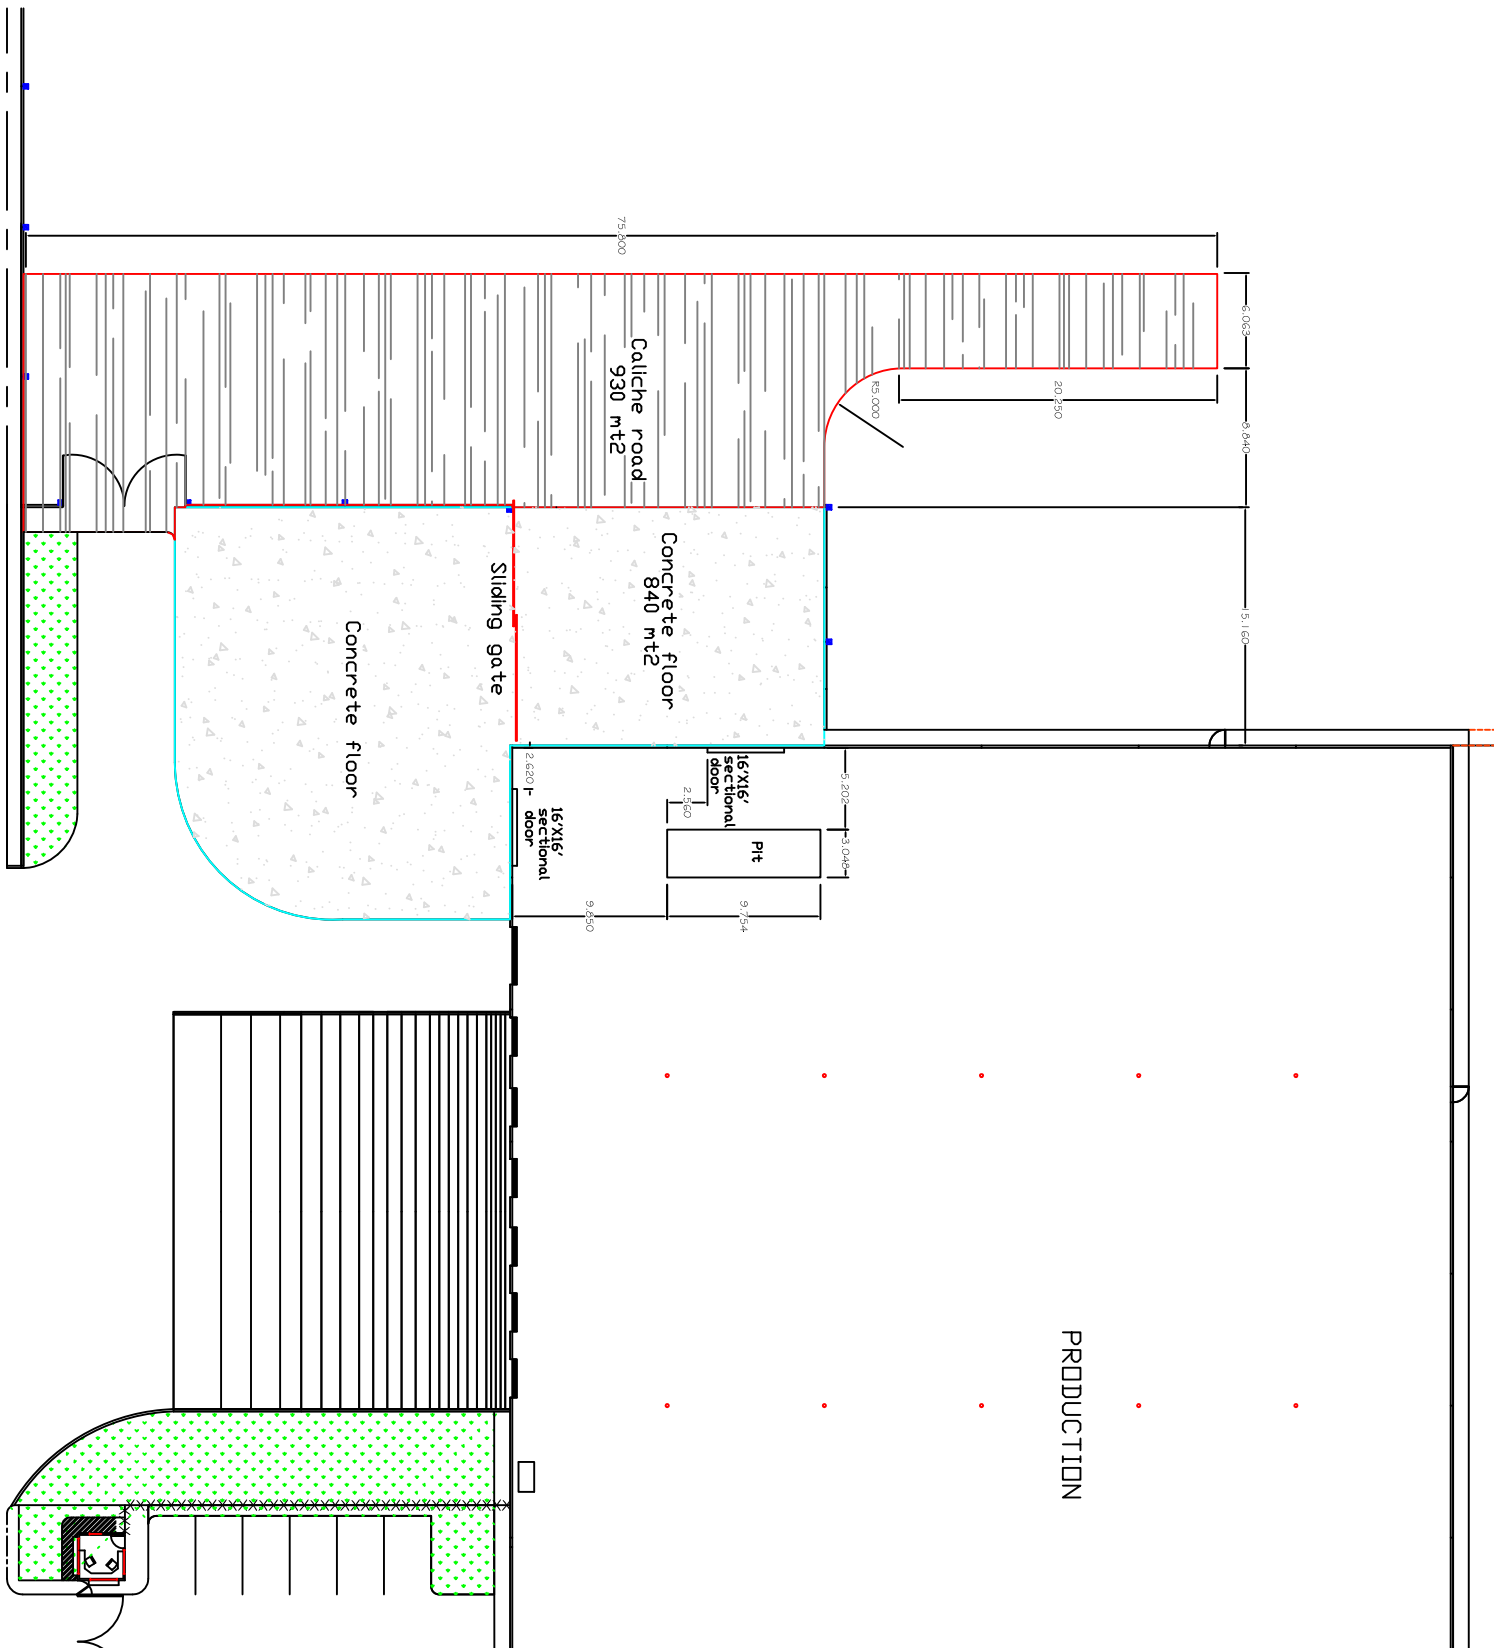 75.800
6.063
8.840
20.250
R5.000
Caliche road
930 mt2
15.160
Concrete floor
840 mt2
Sliding gate
Concrete floor
2.620
16'X16'
sectional
door
16'X16'
sectional
door
2.560
5.202
3.048
Pit
9.850
9.754
PRODUCTION